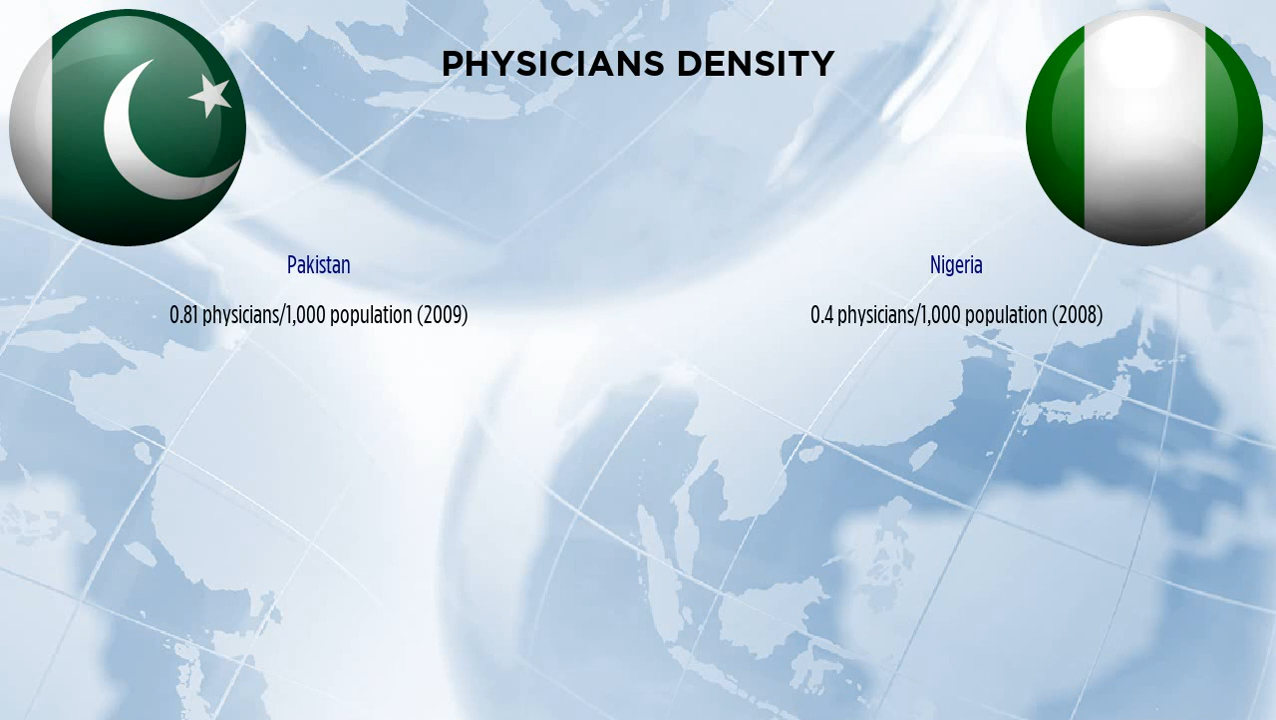 PHYSICIANS DENSITY
Pakistan
Nigeria
0.81 physicians/1,000 population (2009)
0.4 physicians/1,000 population (2008)